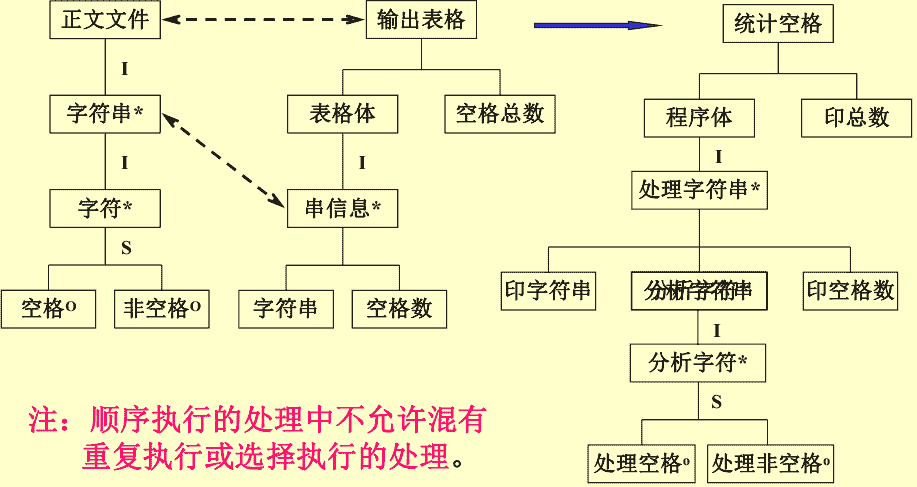 正文文件
输出表格
统计空格
I
字符串*
表格体
空格总数
程序体
印总数
I
I
I
处理字符串*
字符*
串信息*
S
空格o
非空格o
字符串
空格数
印字符串
分析字符串
印空格数
I
分析字符*
S
处理空格o
处理非空格o
注：顺序执行的处理中不允许混有
重复执行或选择执行的处理。